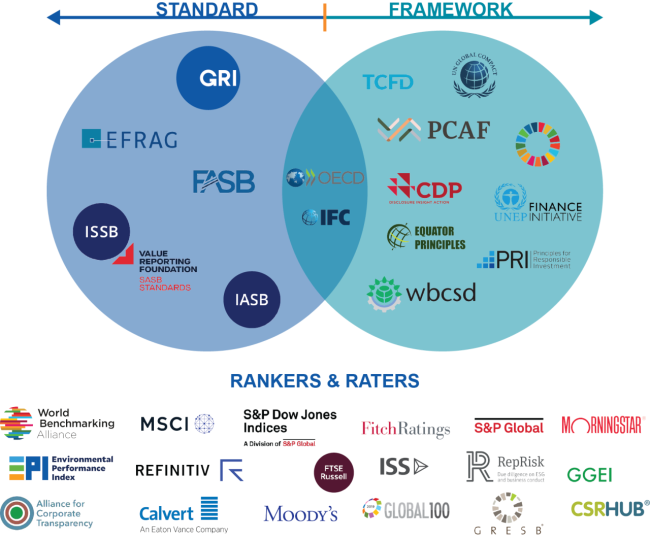 STANDARD
FRAMEWORK
GRI
EFRAG
FASB
ISSB
VALUE
REPORTING
FOUNDATION
SASB
STANDARDS
IASB
OECD
IFC
TCFD
UN GLOBAL COMPACT
PCAF
CDP
DISCLOSURE INSIGHT ACTION
UNEP
FINANCE
INITIATIVE
EQUATOR
PRINCIPLES
PRI
Principles for
Responsible
Investment
wbcsd
RANKERS & RATERS
World
Benchmarking
Alliance
MSCI
S&P Dow Jones
Indices
A Division of S&P Global
FitchRatings
S&P Global
MORNINGSTAR®
EPI
Environmental
Performance
Index
REFINITIV
FTSE
Russell
ISS
RepRisk
Due diligence on ESG
and business conduct
GGEI
Alliance for
Corporate
Transparency
Calvert
An Eaton Vance Company
MOODY'S
GLOBAL100
GRESB®
CSRHUB®